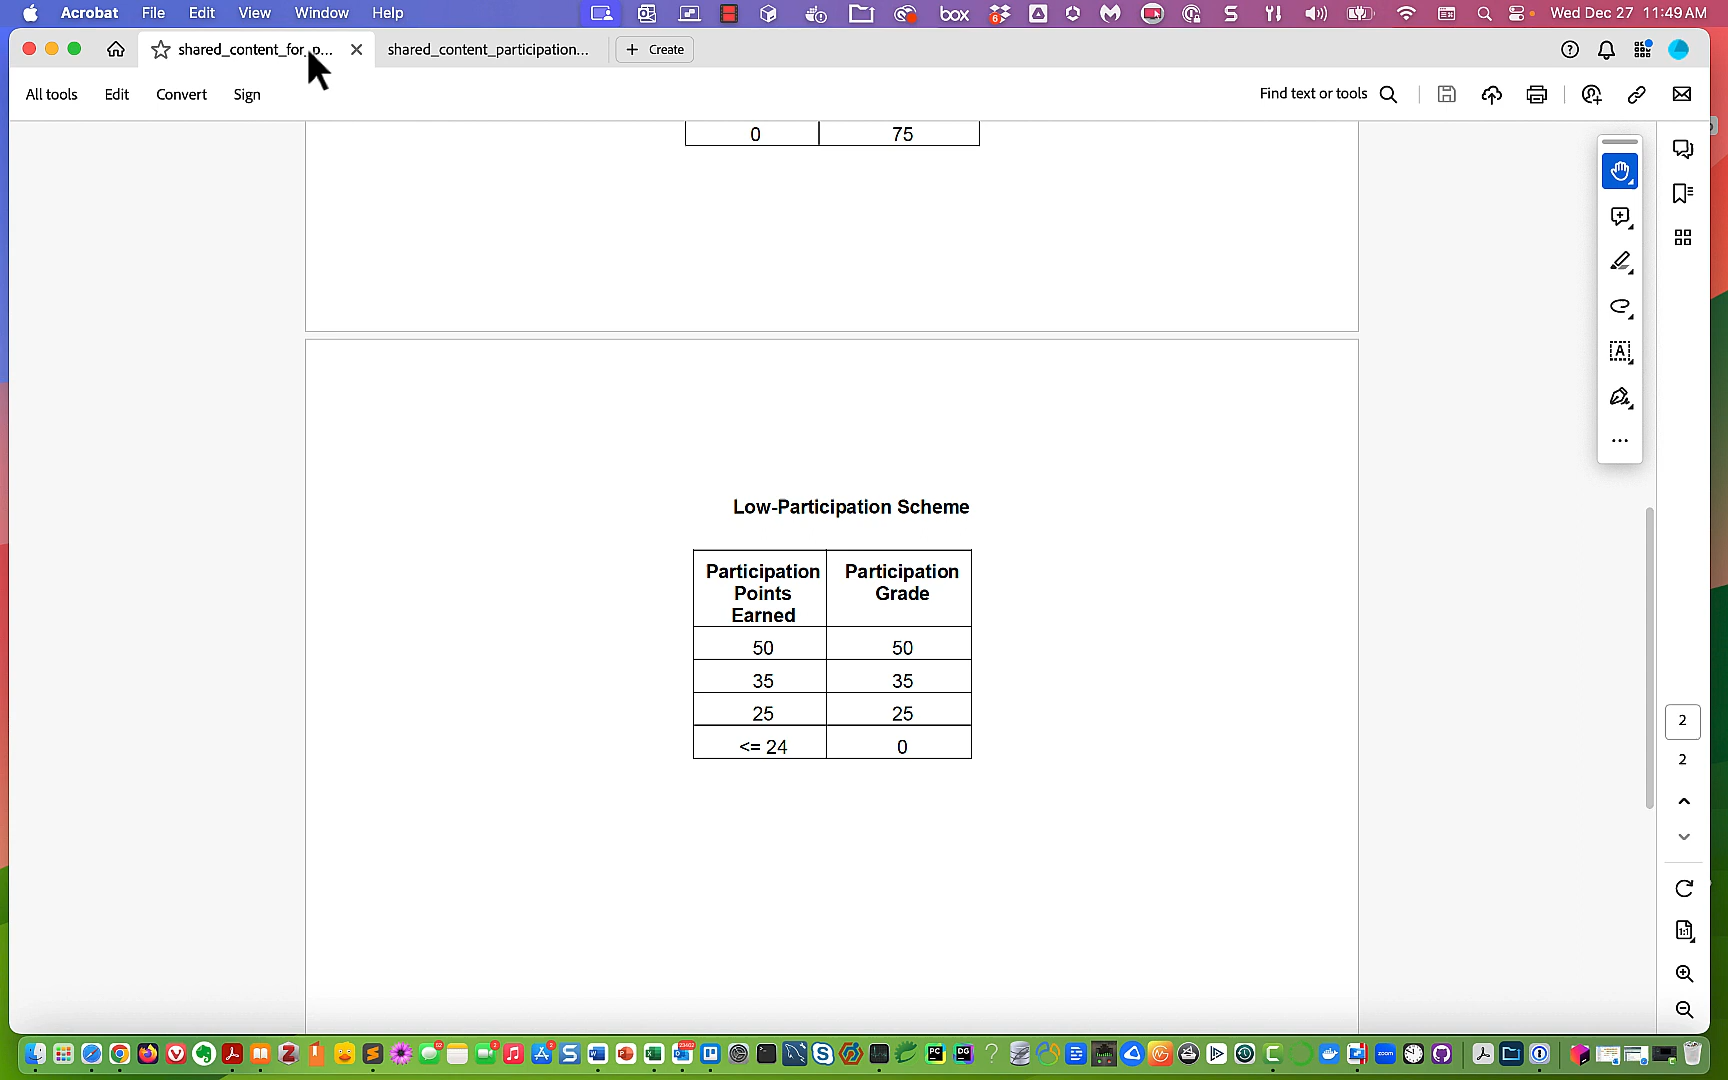 Acrobat File Edit View Window Help Wed Dec 27 11:49 AM
shared_content_for_p... shared_content_participation... + Create
All tools Edit Convert Sign Find text or tools
0 75
Low-Participation Scheme
Participation Points Earned Participation Grade
50 50
35 35
25 25
<= 24 0
2
2